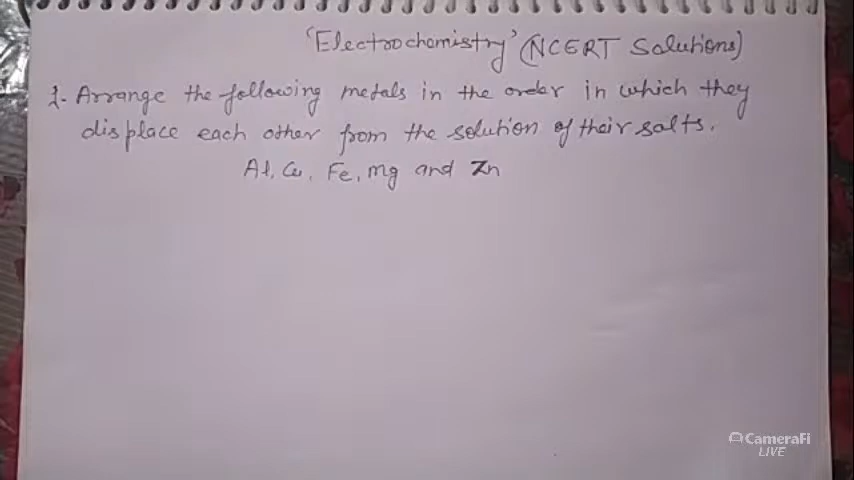 'Electrochemistry' (NCERT Solutions)
1. Arrange the following metals in the order in which they
displace each other from the solution of their salts.
Al, Cu, Fe, Mg and Zn
CameraFi
LIVE